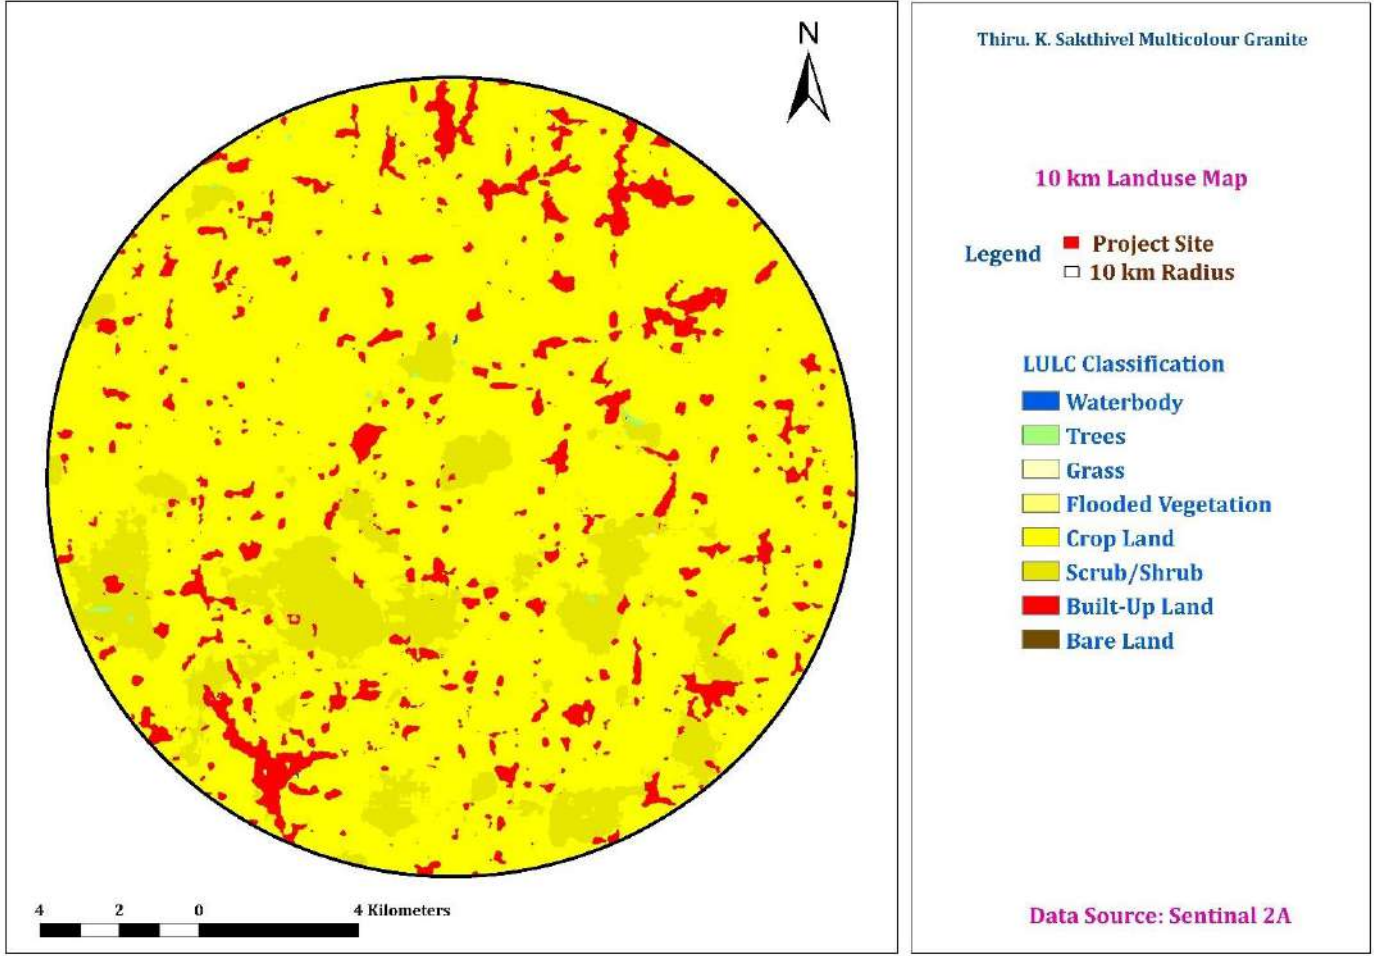 N
4 2 0 4 Kilometers
Thiru. K. Sakthivel Multicolour Granite
10 km Landuse Map
Legend
Project Site
10 km Radius
LULC Classification
Waterbody
Trees
Grass
Flooded Vegetation
Crop Land
Scrub/Shrub
Built-Up Land
Bare Land
Data Source: Sentinal 2A